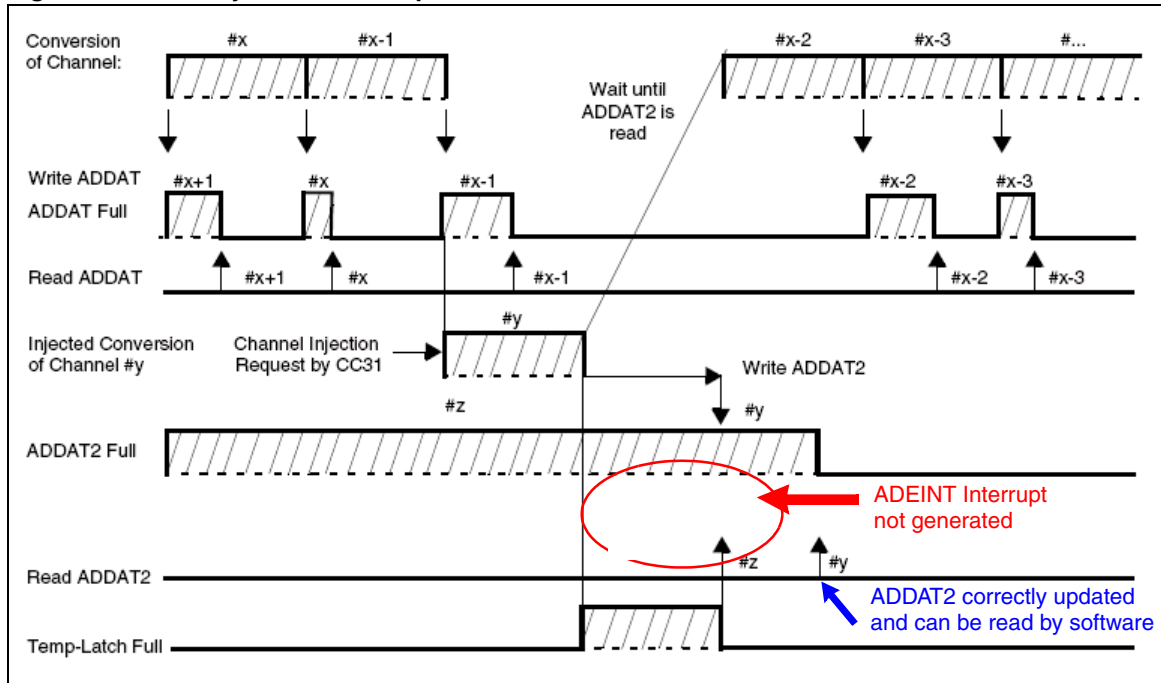 Conversion
of Channel:
#x
#x-1
#x-2
#x-3
#...
Wait until
ADDAT2 is
read
Write ADDAT
ADDAT Full
#x+1
#x
#x-1
#x-2
#x-3
Read ADDAT
#x+1
#x
#x-1
#x-2
#x-3
Injected Conversion
of Channel #y
Channel Injection
Request by CC31
#y
Write ADDAT2
#z
#y
ADDAT2 Full
ADEINT Interrupt
not generated
Read ADDAT2
#z
#y
ADDAT2 correctly updated
and can be read by software
Temp-Latch Full